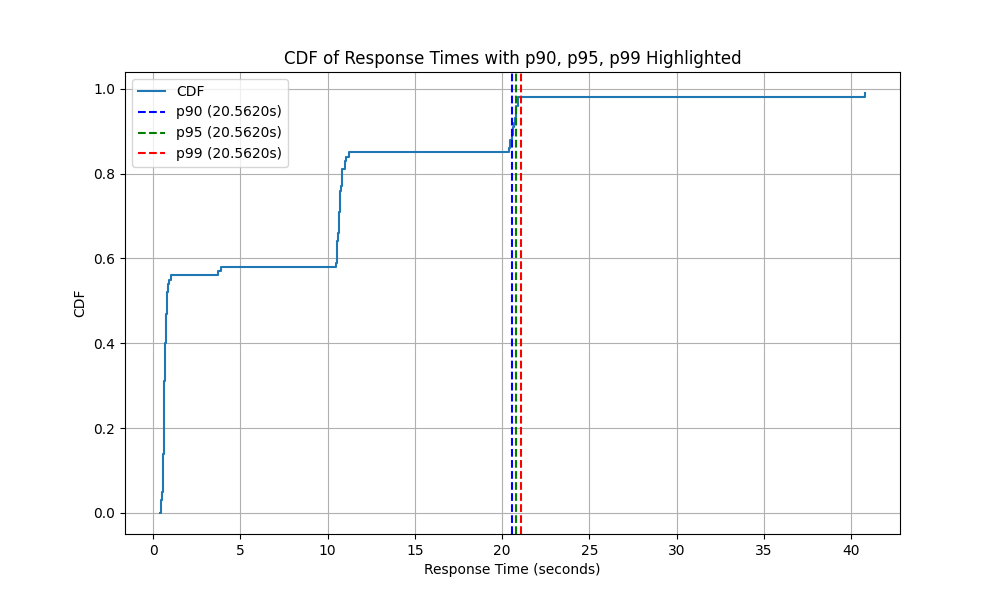 CDF of Response Times with p90, p95, p99 Highlighted
CDF
p90 (20.5620s)
p95 (20.5620s)
p99 (20.5620s)
1.0
0.8
0.6
0.4
0.2
0.0
CDF
0 5 10 15 20 25 30 35 40
Response Time (seconds)